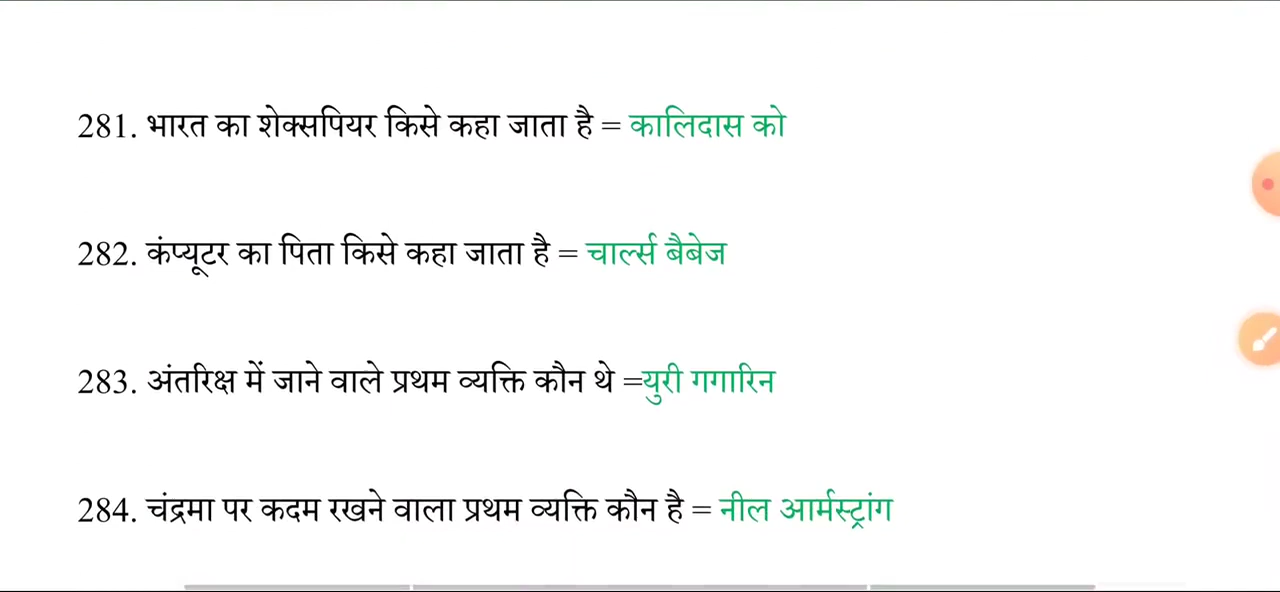 281. भारत का शेक्सपियर किसे कहा जाता है = कालिदास को
282. कंप्यूटर का पिता किसे कहा जाता है = चार्ल्स बैबेज
283. अंतरिक्ष में जाने वाले प्रथम व्यक्ति कौन थे =युरी गगारिन
284. चंद्रमा पर कदम रखने वाला प्रथम व्यक्ति कौन है = नील आर्मस्ट्रांग